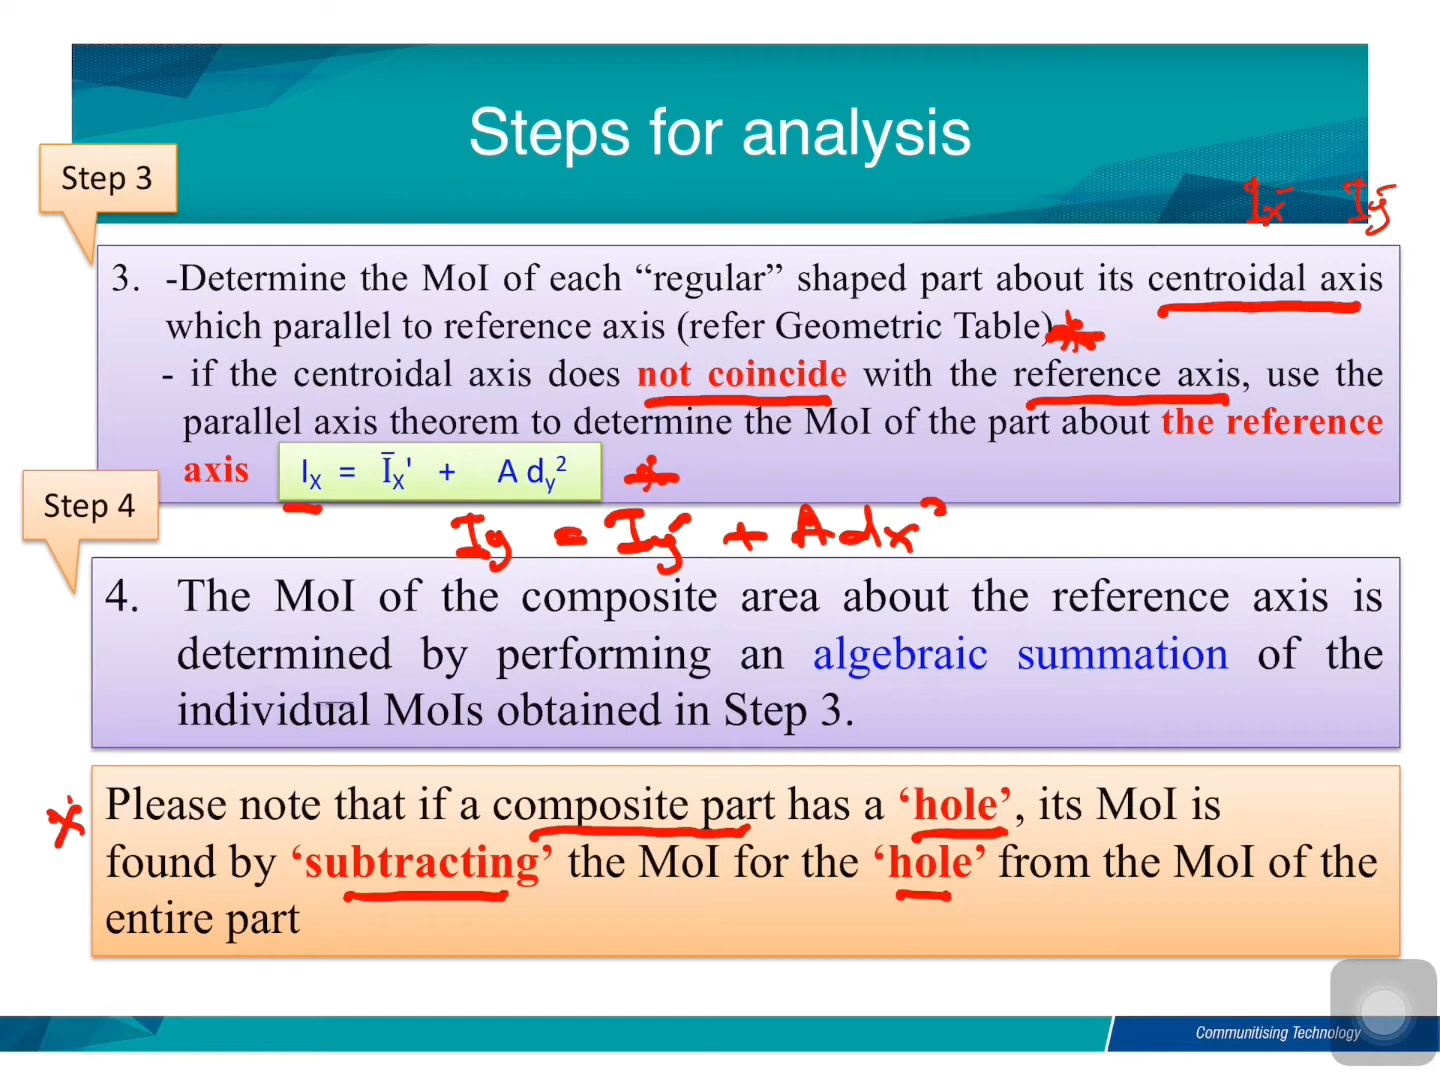 Steps for analysis
Step 3
Ix' Iy'
3. -Determine the MoI of each “regular” shaped part about its centroidal axis
which parallel to reference axis (refer Geometric Table)
- if the centroidal axis does not coincide with the reference axis, use the
parallel axis theorem to determine the MoI of the part about the reference
axis Iₓ = Īₓ' + A dy²
Step 4
Iy = Iy' + A dx²
4. The MoI of the composite area about the reference axis is
determined by performing an algebraic summation of the
individual MoIs obtained in Step 3.
Please note that if a composite part has a ‘hole’, its MoI is
found by ‘subtracting’ the MoI for the ‘hole’ from the MoI of the
entire part
Communitising Technology